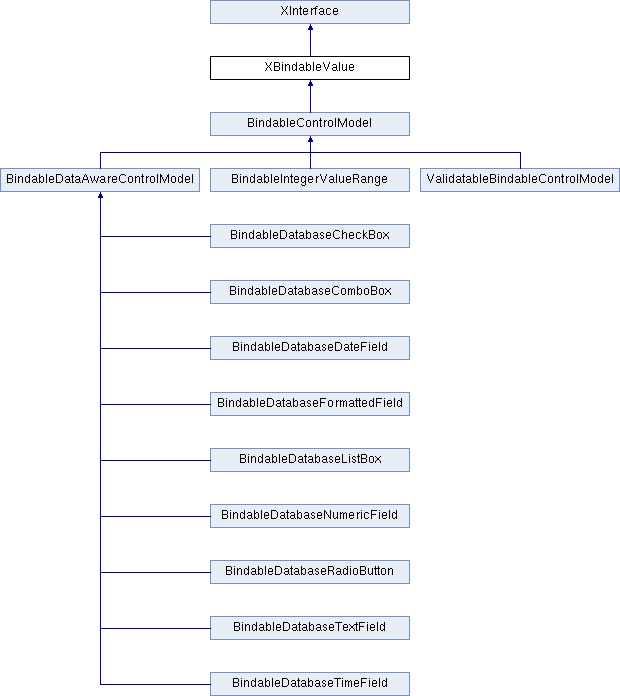 XInterface
XBindableValue
BindableControlModel
BindableDataAwareControlModel
BindableIntegerValueRange
ValidatableBindableControlModel
BindableDatabaseCheckBox
BindableDatabaseComboBox
BindableDatabaseDateField
BindableDatabaseFormattedField
BindableDatabaseListBox
BindableDatabaseNumericField
BindableDatabaseRadioButton
BindableDatabaseTextField
BindableDatabaseTimeField